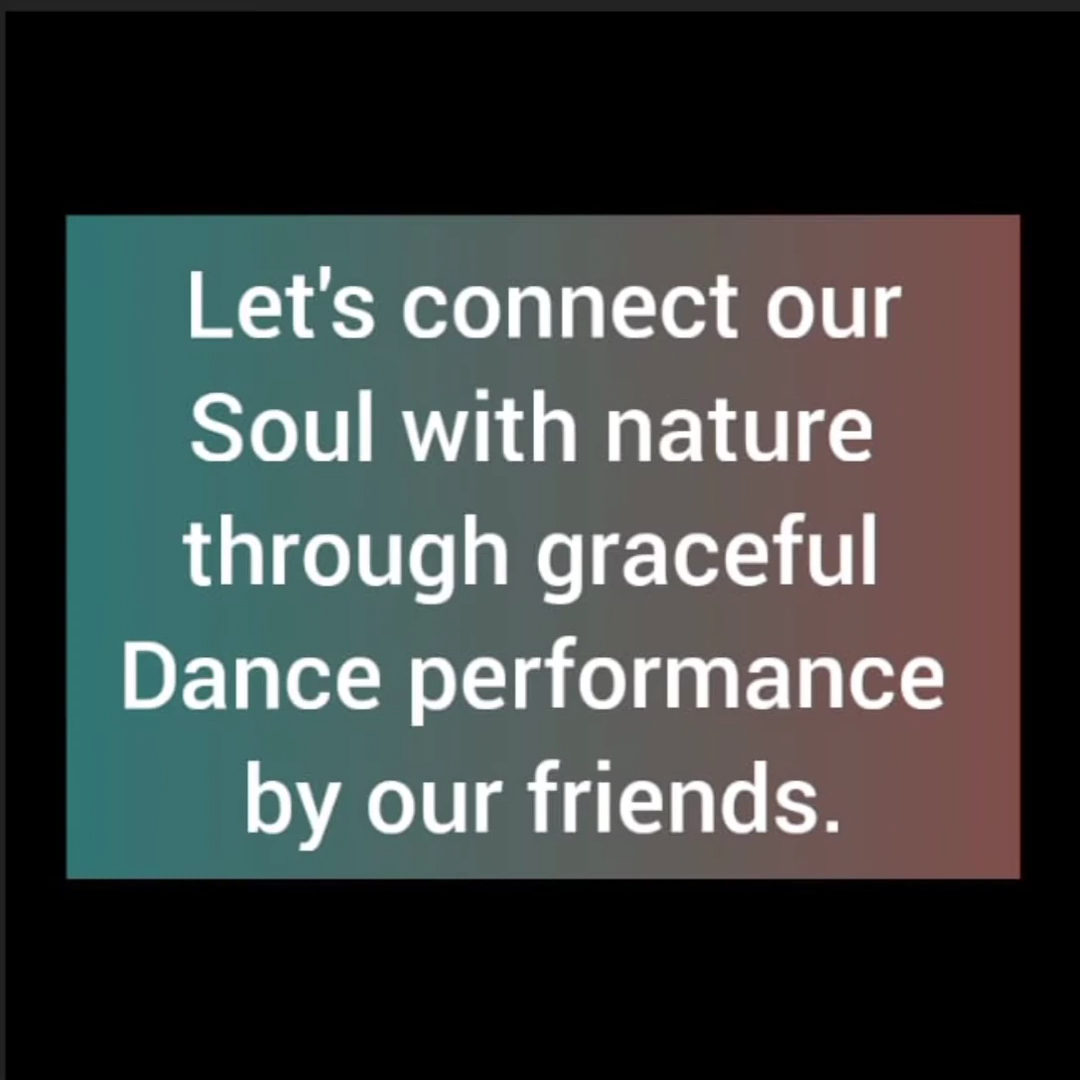 Let's connect our
Soul with nature
through graceful
Dance performance
by our friends.